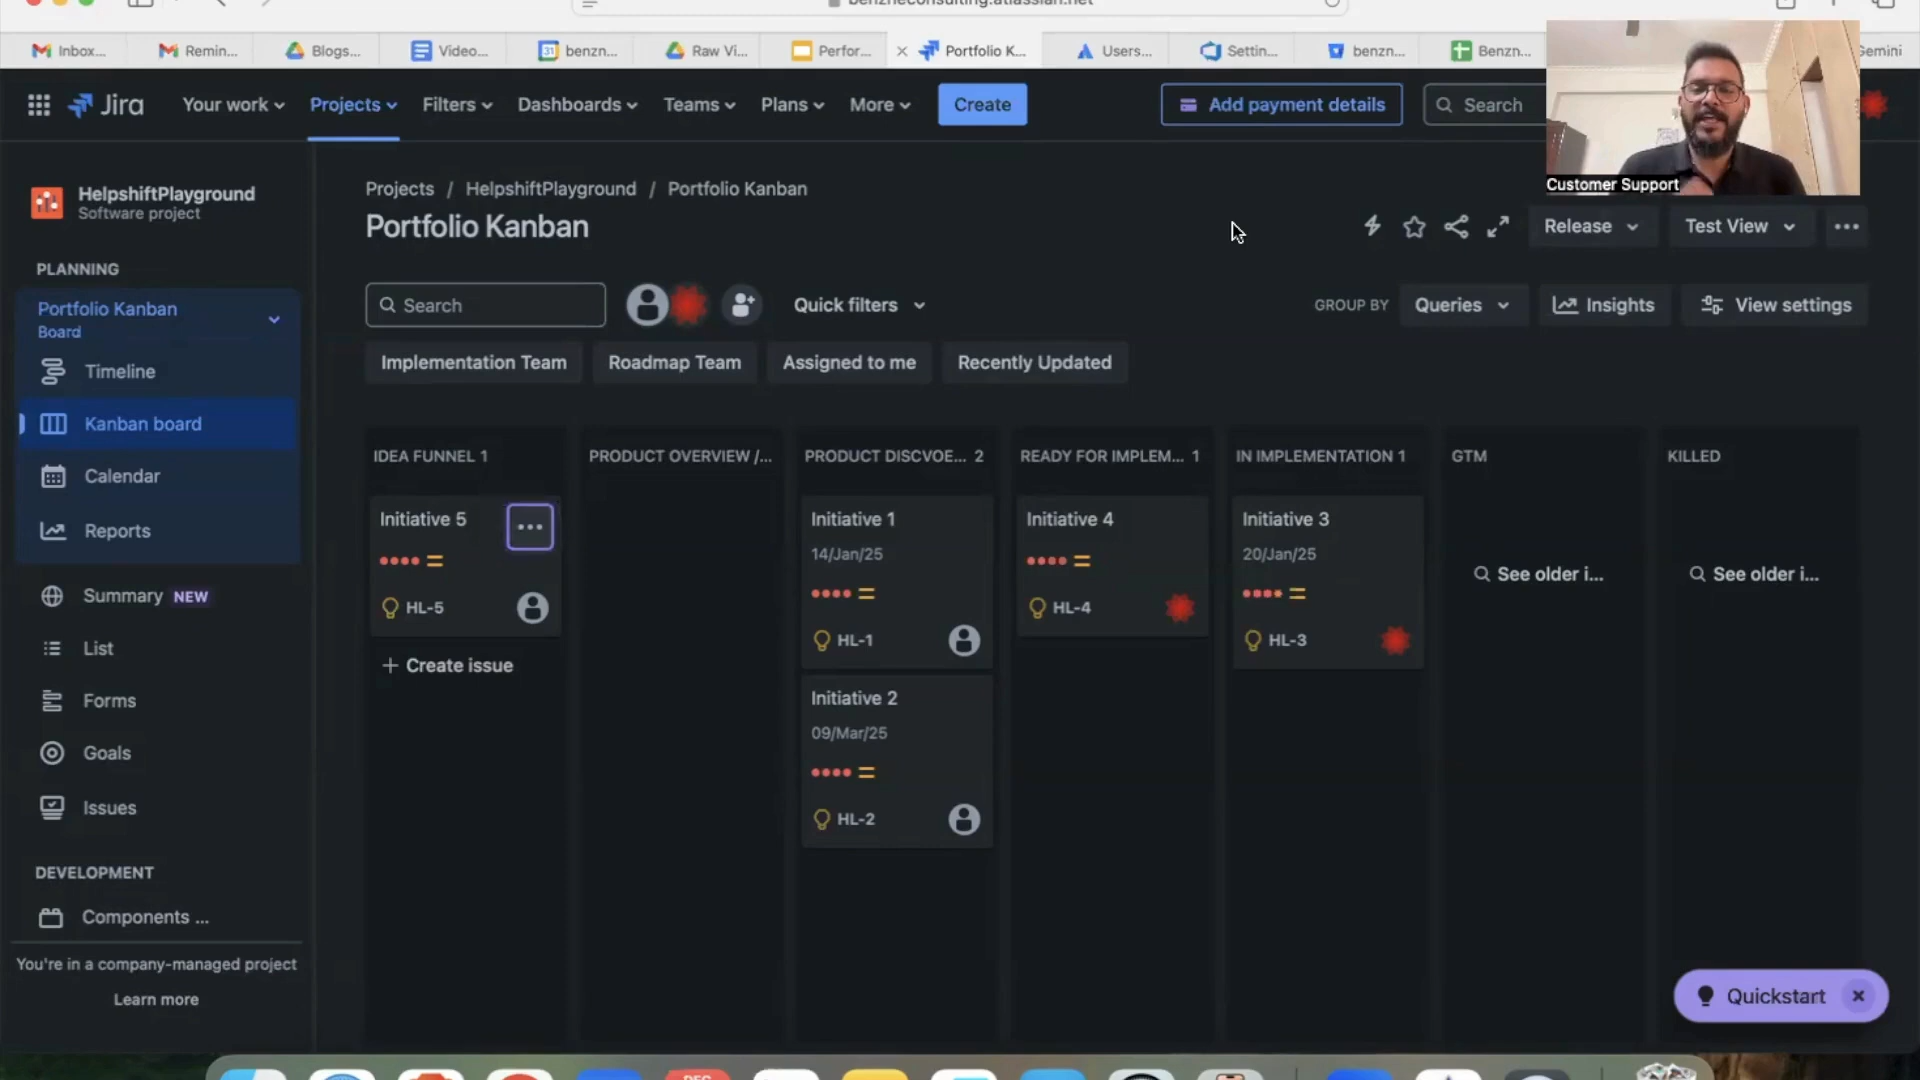 benzneconsulting.atlassian.net
Inbox...
Remin...
Blogs...
Video...
31
benzn...
Raw Vi...
Perfor...
Portfolio K...
Users...
Settin...
benzn...
Benzn...
Gemini
Jira
Your work
Projects
Filters
Dashboards
Teams
Plans
More
Create
Add payment details
Search
Customer Support
HelpshiftPlayground
Software project
Projects / HelpshiftPlayground / Portfolio Kanban
Portfolio Kanban
Release
Test View
PLANNING
Portfolio Kanban
Board
Timeline
Kanban board
Calendar
Reports
Summary NEW
List
Forms
Goals
Issues
DEVELOPMENT
Components ...
You're in a company-managed project
Learn more
Search
Quick filters
GROUP BY
Queries
Insights
View settings
Implementation Team
Roadmap Team
Assigned to me
Recently Updated
IDEA FUNNEL 1
Initiative 5
HL-5
+ Create issue
PRODUCT OVERVIEW /...
PRODUCT DISCVOE... 2
Initiative 1
14/Jan/25
HL-1
Initiative 2
09/Mar/25
HL-2
READY FOR IMPLEM... 1
Initiative 4
HL-4
IN IMPLEMENTATION 1
Initiative 3
20/Jan/25
HL-3
GTM
See older i...
KILLED
See older i...
Quickstart
DEC